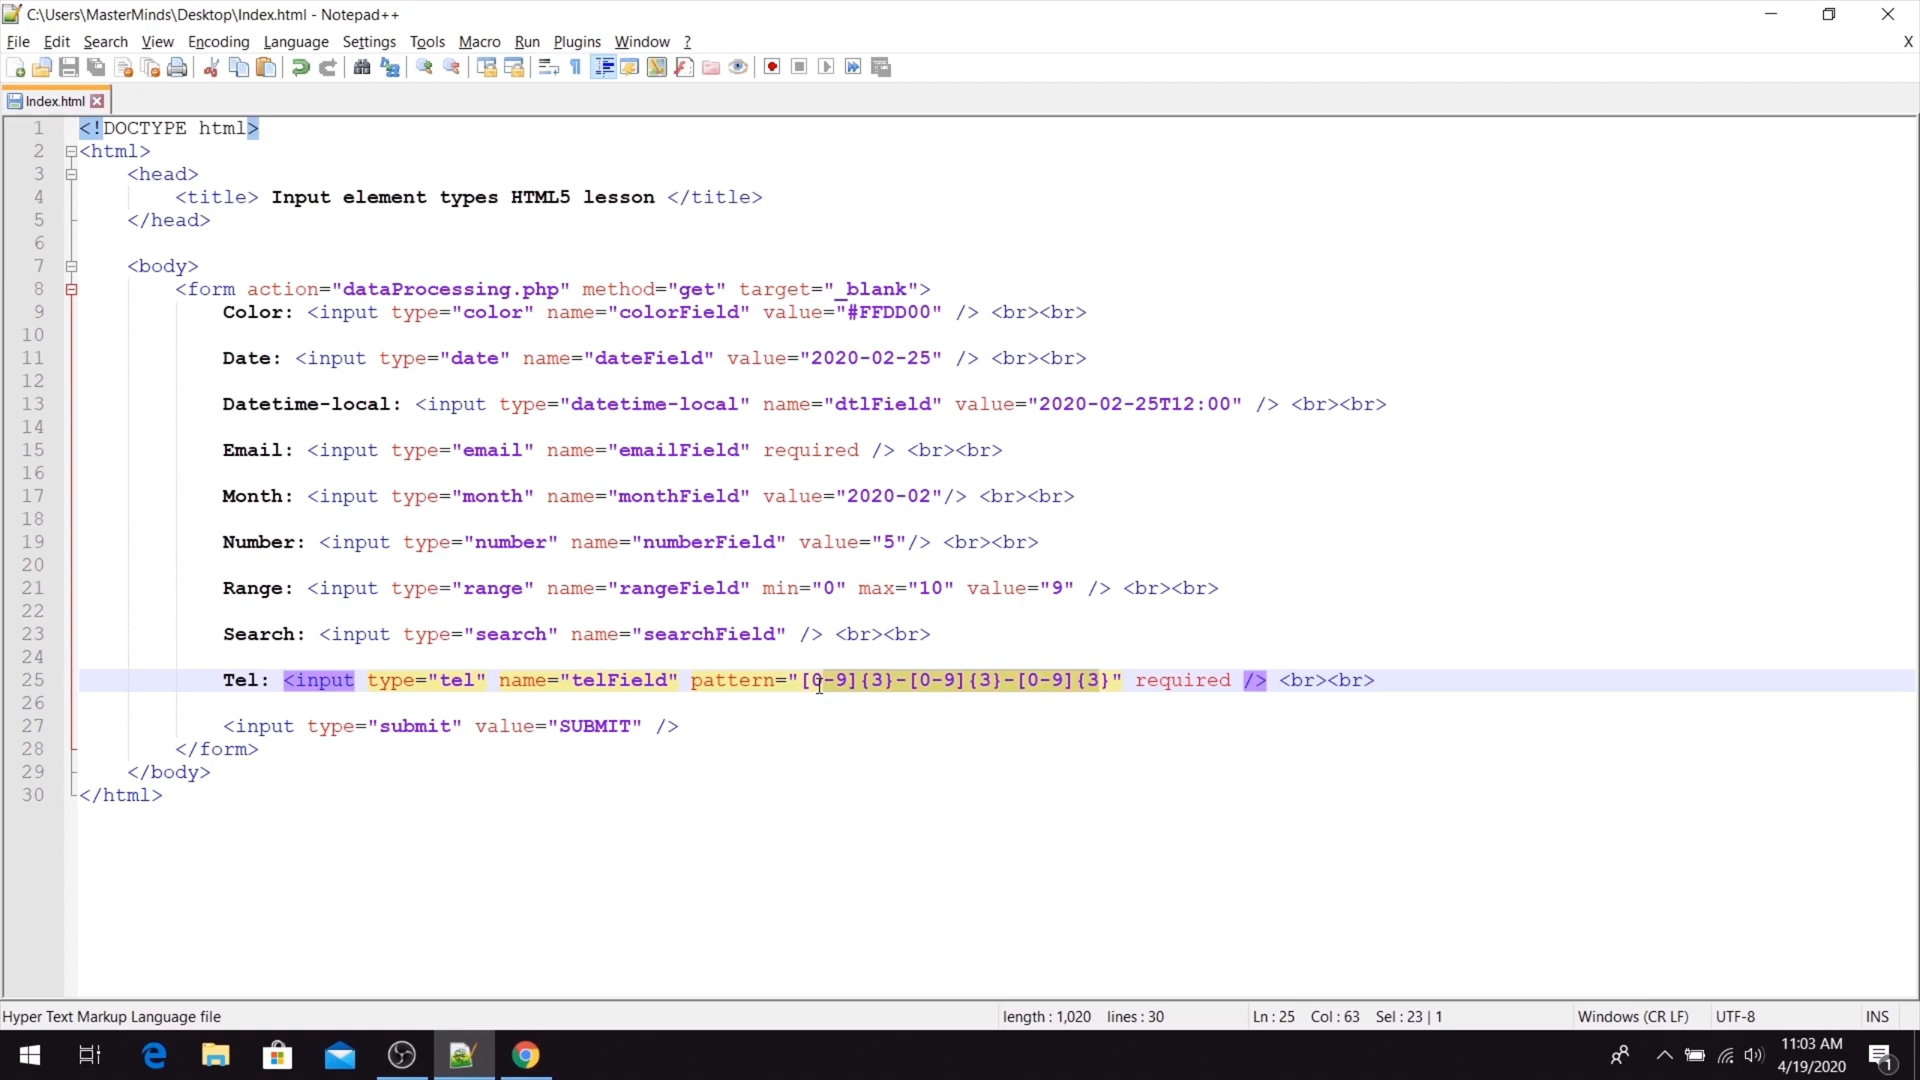 C:\Users\MasterMinds\Desktop\Index.html - Notepad++
File Edit Search View Encoding Language Settings Tools Macro Run Plugins Window ? X
Index.html
1 <!DOCTYPE html>
2 <html>
3 <head>
4 <title> Input element types HTML5 lesson </title>
5 </head>
6
7 <body>
8 <form action="dataProcessing.php" method="get" target="_blank">
9 Color: <input type="color" name="colorField" value="#FFDD00" /> <br><br>
10
11 Date: <input type="date" name="dateField" value="2020-02-25" /> <br><br>
12
13 Datetime-local: <input type="datetime-local" name="dtlField" value="2020-02-25T12:00" /> <br><br>
14
15 Email: <input type="email" name="emailField" required /> <br><br>
16
17 Month: <input type="month" name="monthField" value="2020-02"/> <br><br>
18
19 Number: <input type="number" name="numberField" value="5"/> <br><br>
20
21 Range: <input type="range" name="rangeField" min="0" max="10" value="9" /> <br><br>
22
23 Search: <input type="search" name="searchField" /> <br><br>
24
25 Tel: <input type="tel" name="telField" pattern="[0-9]{3}-[0-9]{3}-[0-9]{3}" required /> <br><br>
26
27 <input type="submit" value="SUBMIT" />
28 </form>
29 </body>
30 </html>
Hyper Text Markup Language file length : 1,020 lines : 30 Ln : 25 Col : 63 Sel : 23 | 1 Windows (CR LF) UTF-8 INS
11:03 AM
4/19/2020
1